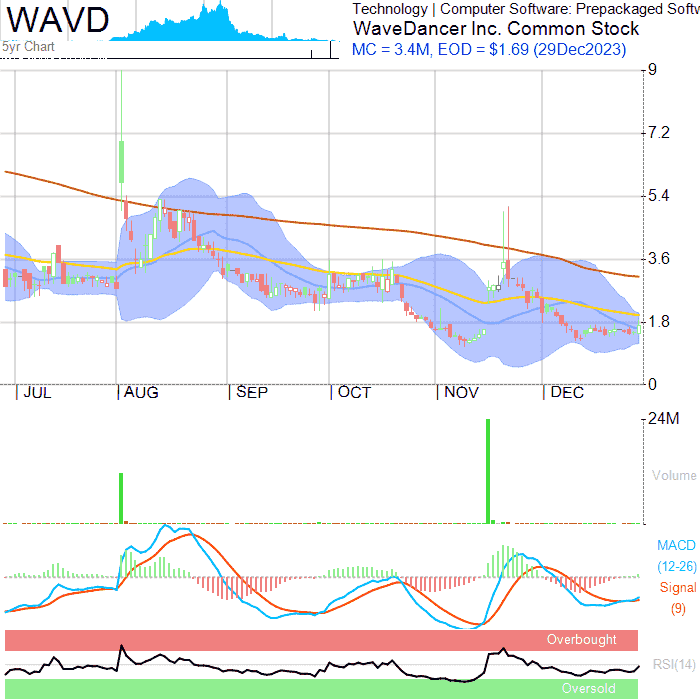 WAVD
5yr Chart
Technology | Computer Software: Prepackaged Softw
WaveDancer Inc. Common Stock
MC = 3.4M, EOD = $1.69 (29Dec2023)
9
7.2
5.4
3.6
1.8
0
JUL AUG SEP OCT NOV DEC
24M
Volume
MACD
(12-26)
Signal
(9)
Overbought
RSI(14)
Oversold